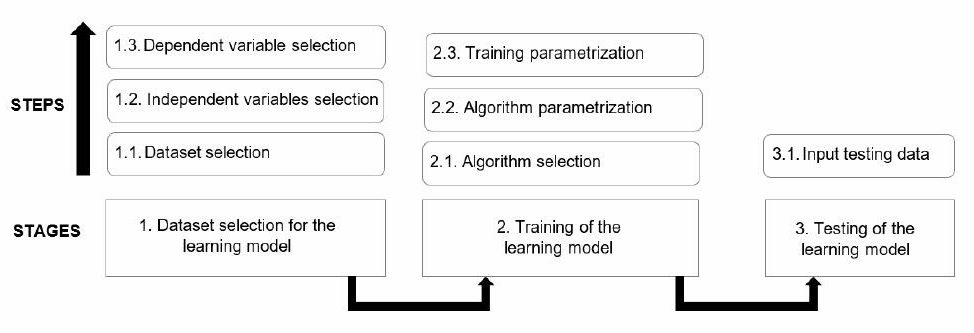 1.3. Dependent variable selection
2.3. Training parametrization
STEPS
1.2. Independent variables selection
2.2. Algorithm parametrization
1.1. Dataset selection
2.1. Algorithm selection
3.1. Input testing data
STAGES
1. Dataset selection for the
learning model
2. Training of the
learning model
3. Testing of the
learning model